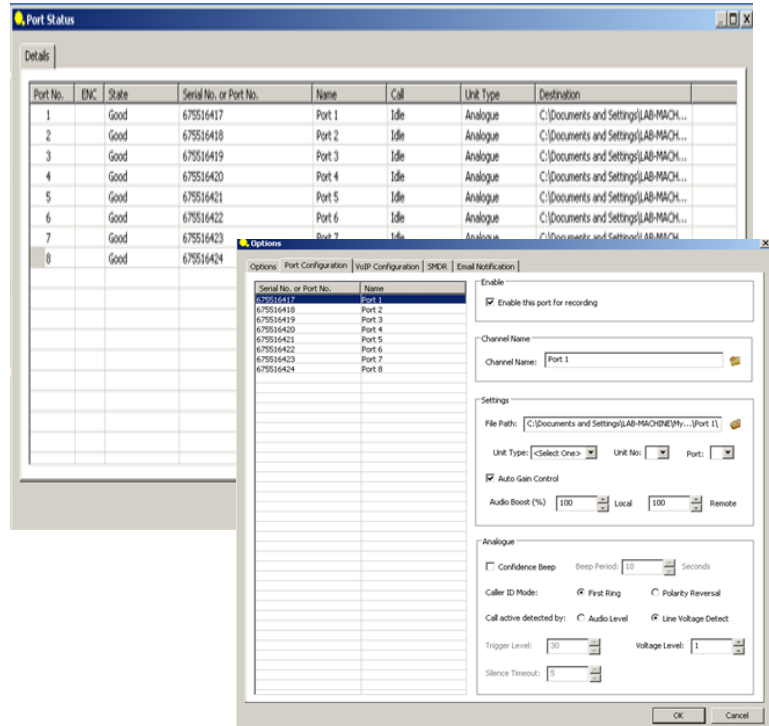 Port Status
Details
Port No. ENC State Serial No. or Port No. Name Call Unit Type Destination
1 Good 675516417 Port 1 Idle Analogue C:\Documents and Settings\LAB-MACH...
2 Good 675516418 Port 2 Idle Analogue C:\Documents and Settings\LAB-MACH...
3 Good 675516419 Port 3 Idle Analogue C:\Documents and Settings\LAB-MACH...
4 Good 675516420 Port 4 Idle Analogue C:\Documents and Settings\LAB-MACH...
5 Good 675516421 Port 5 Idle Analogue C:\Documents and Settings\LAB-MACH...
6 Good 675516422 Port 6 Idle Analogue C:\Documents and Settings\LAB-MACH...
7 Good 675516423 Port 7 Idle Analogue C:\Documents and Settings\LAB-MACH...
8 Good 675516424
Options
Options Port Configuration VoIP Configuration SMDR Email Notification
Serial No. or Port No. Name
675516417 Port 1
675516418 Port 2
675516419 Port 3
675516420 Port 4
675516421 Port 5
675516422 Port 6
675516423 Port 7
675516424 Port 8
Enable
Enable this port for recording
Channel Name
Channel Name: Port 1
Settings
File Path: C:\Documents and Settings\LAB-MACHINE\My...\Port 1\
Unit Type: <Select One> Unit No: Port:
Auto Gain Control
Audio Boost (%) 100 Local 100 Remote
Analogue
Confidence Beep Beep Period: 10 Seconds
Caller ID Mode: First Ring Polarity Reversal
Call active detected by: Audio Level Line Voltage Detect
Trigger Level: 30 Voltage Level: 1
Silence Timeout: 5
OK Cancel